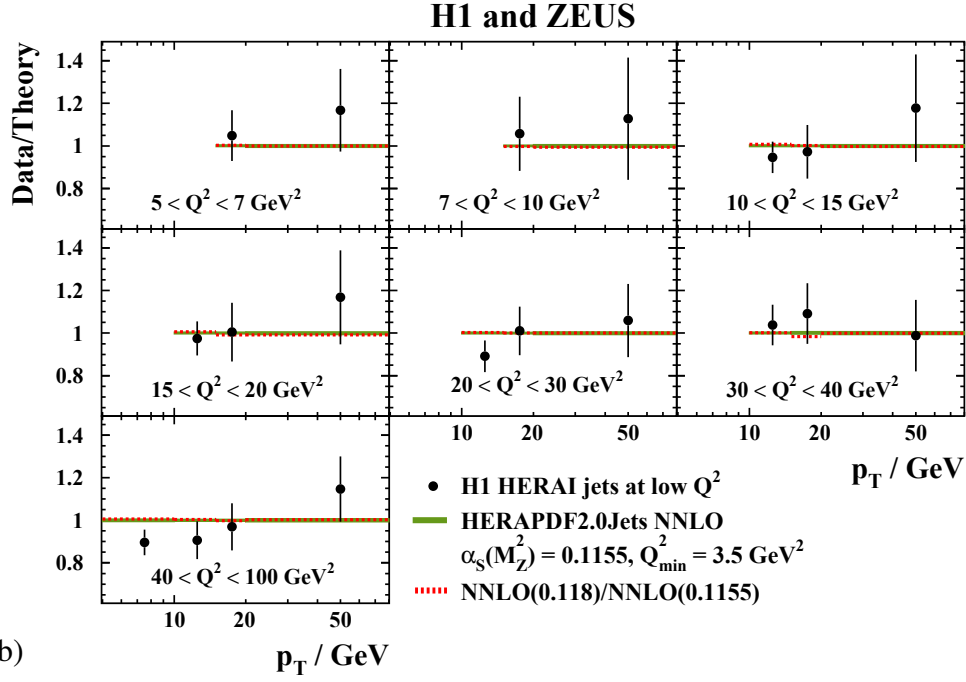 H1 and ZEUS
Data/Theory
1.4
1.2
1
0.8
5 < Q² < 7 GeV²
7 < Q² < 10 GeV²
10 < Q² < 15 GeV²
1.4
1.2
1
0.8
15 < Q² < 20 GeV²
20 < Q² < 30 GeV²
30 < Q² < 40 GeV²
10 20 50
10 20 50
p_T / GeV
p_T / GeV
1.4
1.2
1
0.8
40 < Q² < 100 GeV²
10 20 50
p_T / GeV
H1 HERAI jets at low Q²
HERAPDF2.0Jets NNLO
α_S(M_Z²) = 0.1155, Q²_min = 3.5 GeV²
NNLO(0.118)/NNLO(0.1155)
b)